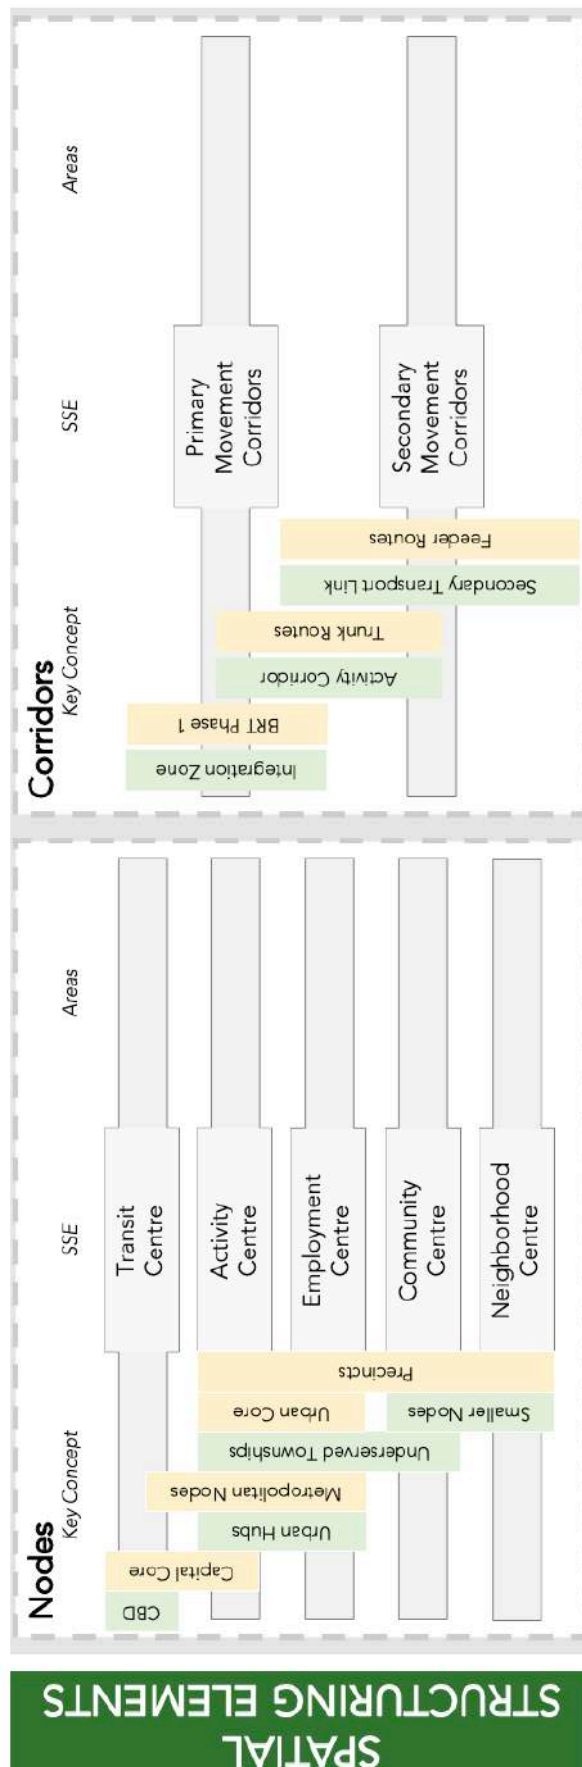 SPATIAL
STRUCTURING ELEMENTS
Nodes
Key Concept
SSE
Areas
CBD
Capital Core
Urban Hubs
Metropolitan Nodes
Underserved Townships
Urban Core
Smaller Nodes
Precincts
Transit
Centre
Activity
Centre
Employment
Centre
Community
Centre
Neighborhood
Centre
Corridors
Key Concept
SSE
Areas
Integration Zone
BRT Phase 1
Activity Corridor
Trunk Routes
Secondary Transport Link
Feeder Routes
Primary
Movement
Corridors
Secondary
Movement
Corridors